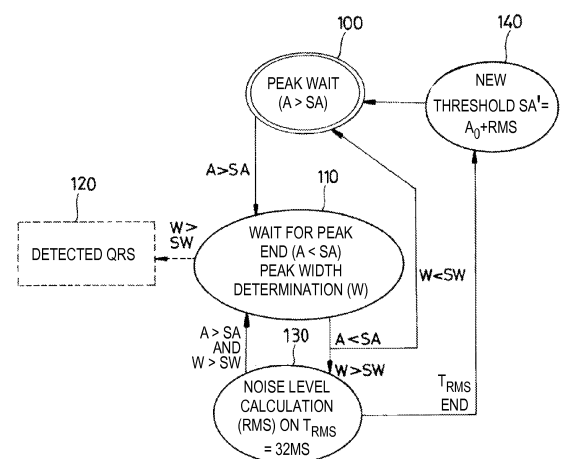 100
PEAK WAIT
(A > SA)
140
NEW
THRESHOLD SA'=
A0+RMS
A>SA
120
DETECTED QRS
W>
SW
110
WAIT FOR PEAK
END (A < SA)
PEAK WIDTH
DETERMINATION (W)
W<SW
A > SA
AND
W > SW
130
A<SA
W>SW
NOISE LEVEL
CALCULATION
(RMS) ON TRMS
= 32MS
TRMS
END